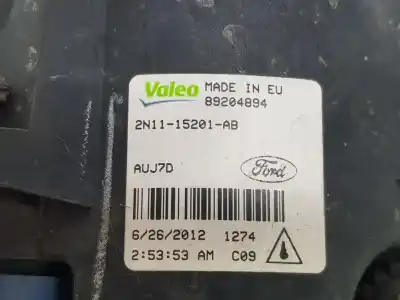 Valeo MADE IN EU
89204894
2N11-15201-AB
AUJ7D
Ford
6/26/2012 1274
2:53:53 AM C09